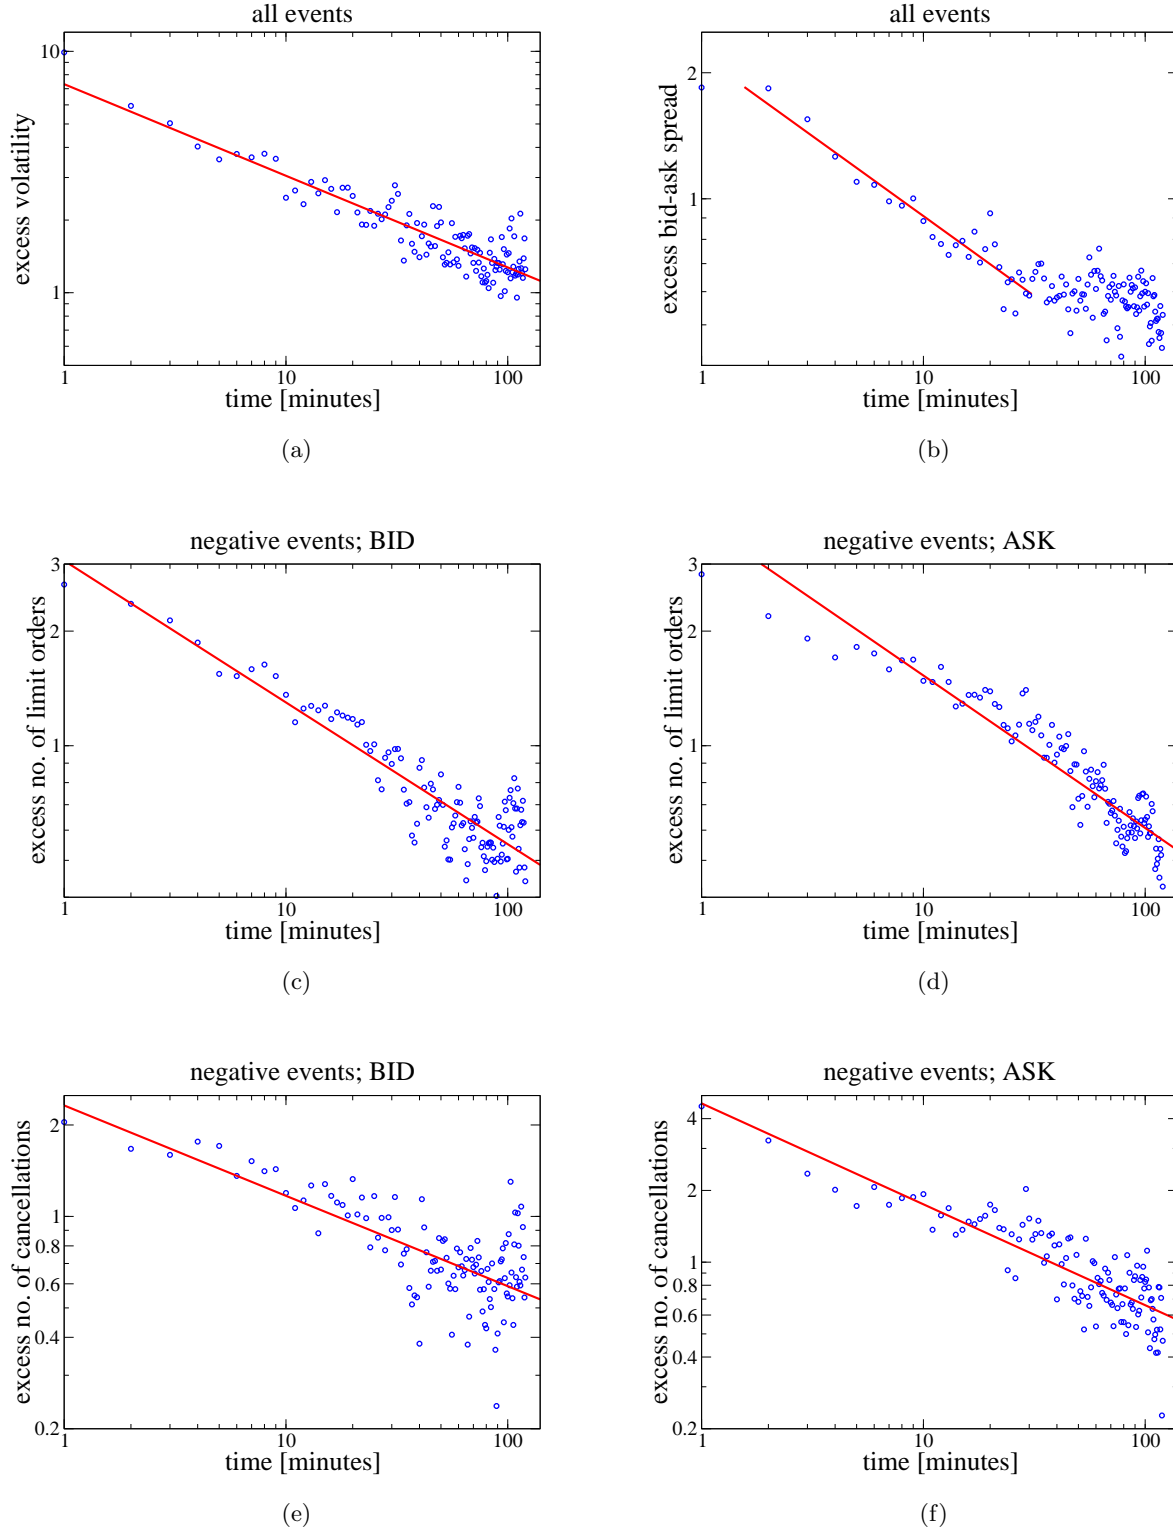 all events
10
1
excess volatility
1 10 100
time [minutes]
(a)
all events
2
1
excess bid-ask spread
1 10 100
time [minutes]
(b)
negative events; BID
3
2
1
excess no. of limit orders
1 10 100
time [minutes]
(c)
negative events; ASK
3
2
1
excess no. of limit orders
1 10 100
time [minutes]
(d)
negative events; BID
2
1
0.8
0.6
0.4
0.2
excess no. of cancellations
1 10 100
time [minutes]
(e)
negative events; ASK
4
2
1
0.8
0.6
0.4
0.2
excess no. of cancellations
1 10 100
time [minutes]
(f)